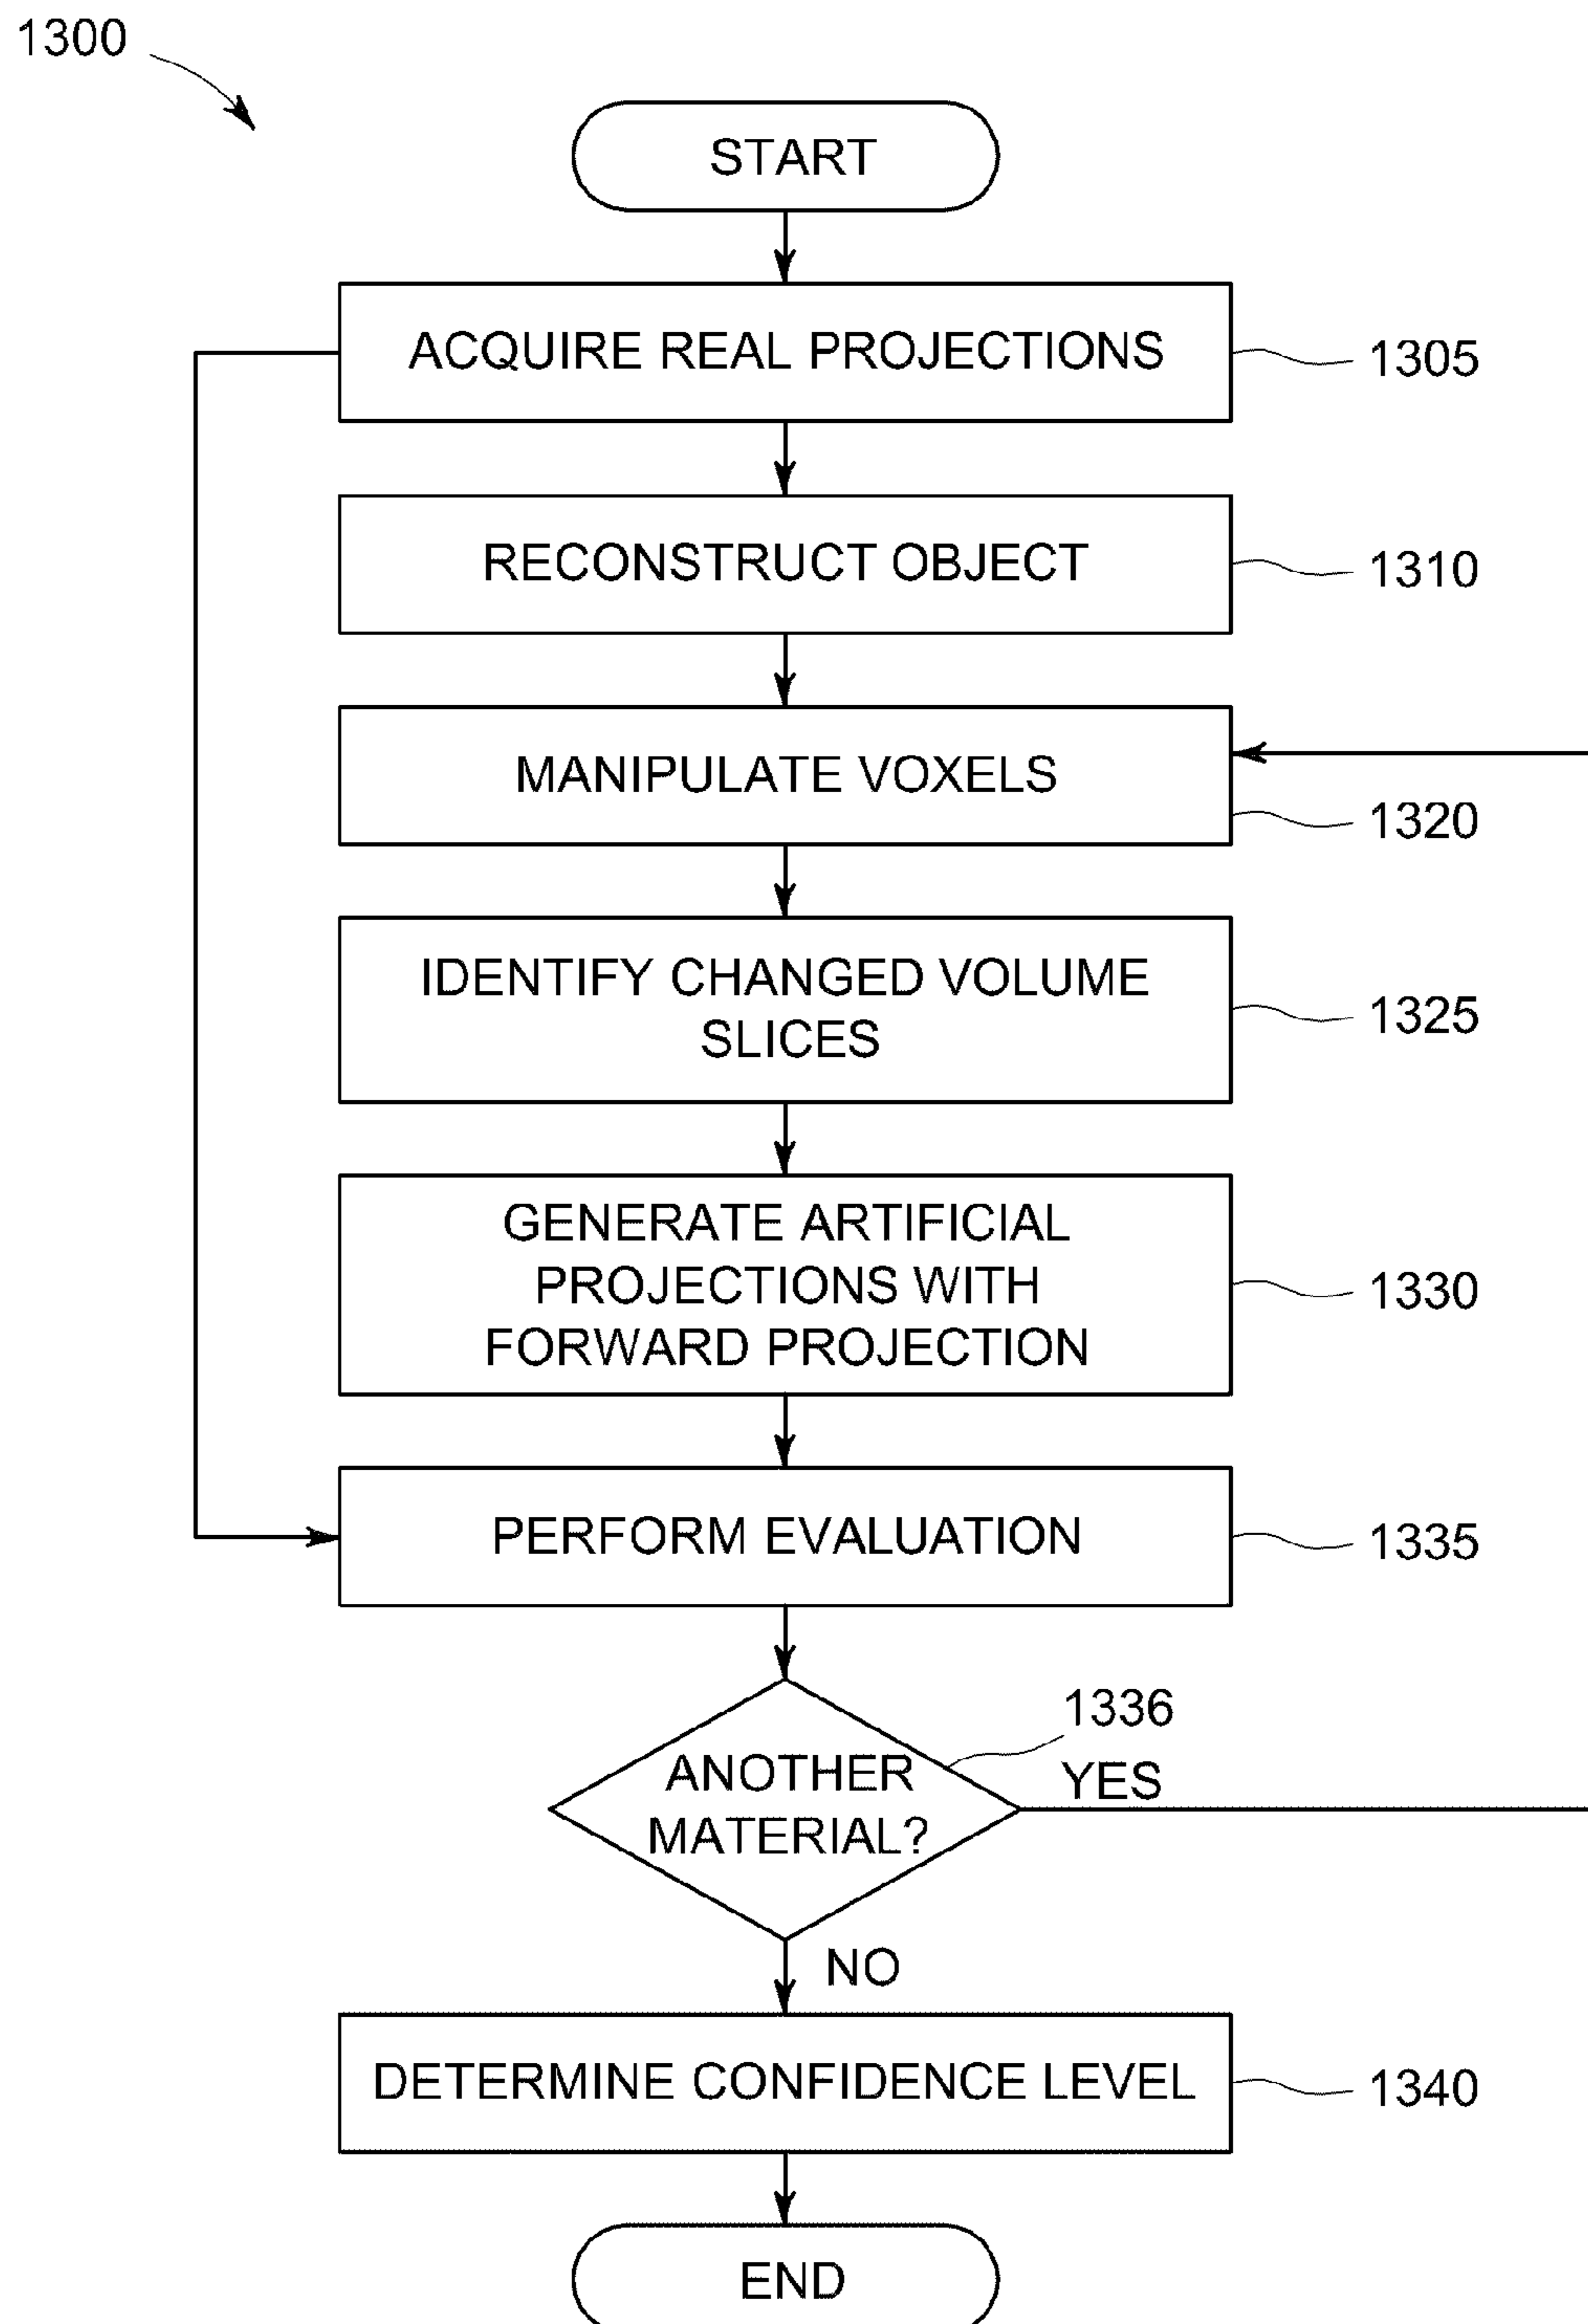 1300
START
ACQUIRE REAL PROJECTIONS
1305
RECONSTRUCT OBJECT
1310
MANIPULATE VOXELS
1320
IDENTIFY CHANGED VOLUME
SLICES
1325
GENERATE ARTIFICIAL
PROJECTIONS WITH
FORWARD PROJECTION
1330
PERFORM EVALUATION
1335
1336
ANOTHER
MATERIAL?
YES
NO
DETERMINE CONFIDENCE LEVEL
1340
END